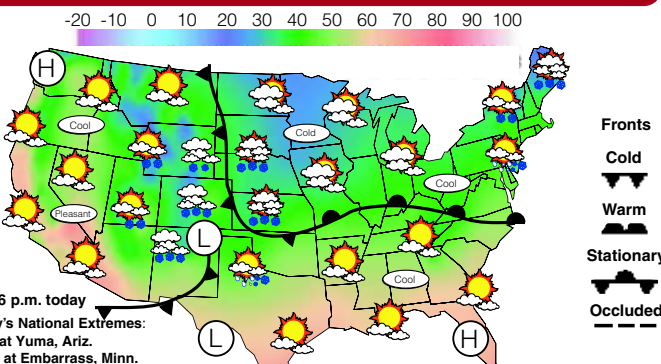 -20 -10 0 10 20 30 40 50 60 70 80 90 100
H
Cool
Cold
Cool
Pleasant
L
Cool
L
H
Fronts
Cold
Warm
Stationary
Occluded
6 p.m. today
y's National Extremes:
at Yuma, Ariz.
at Embarrass, Minn.